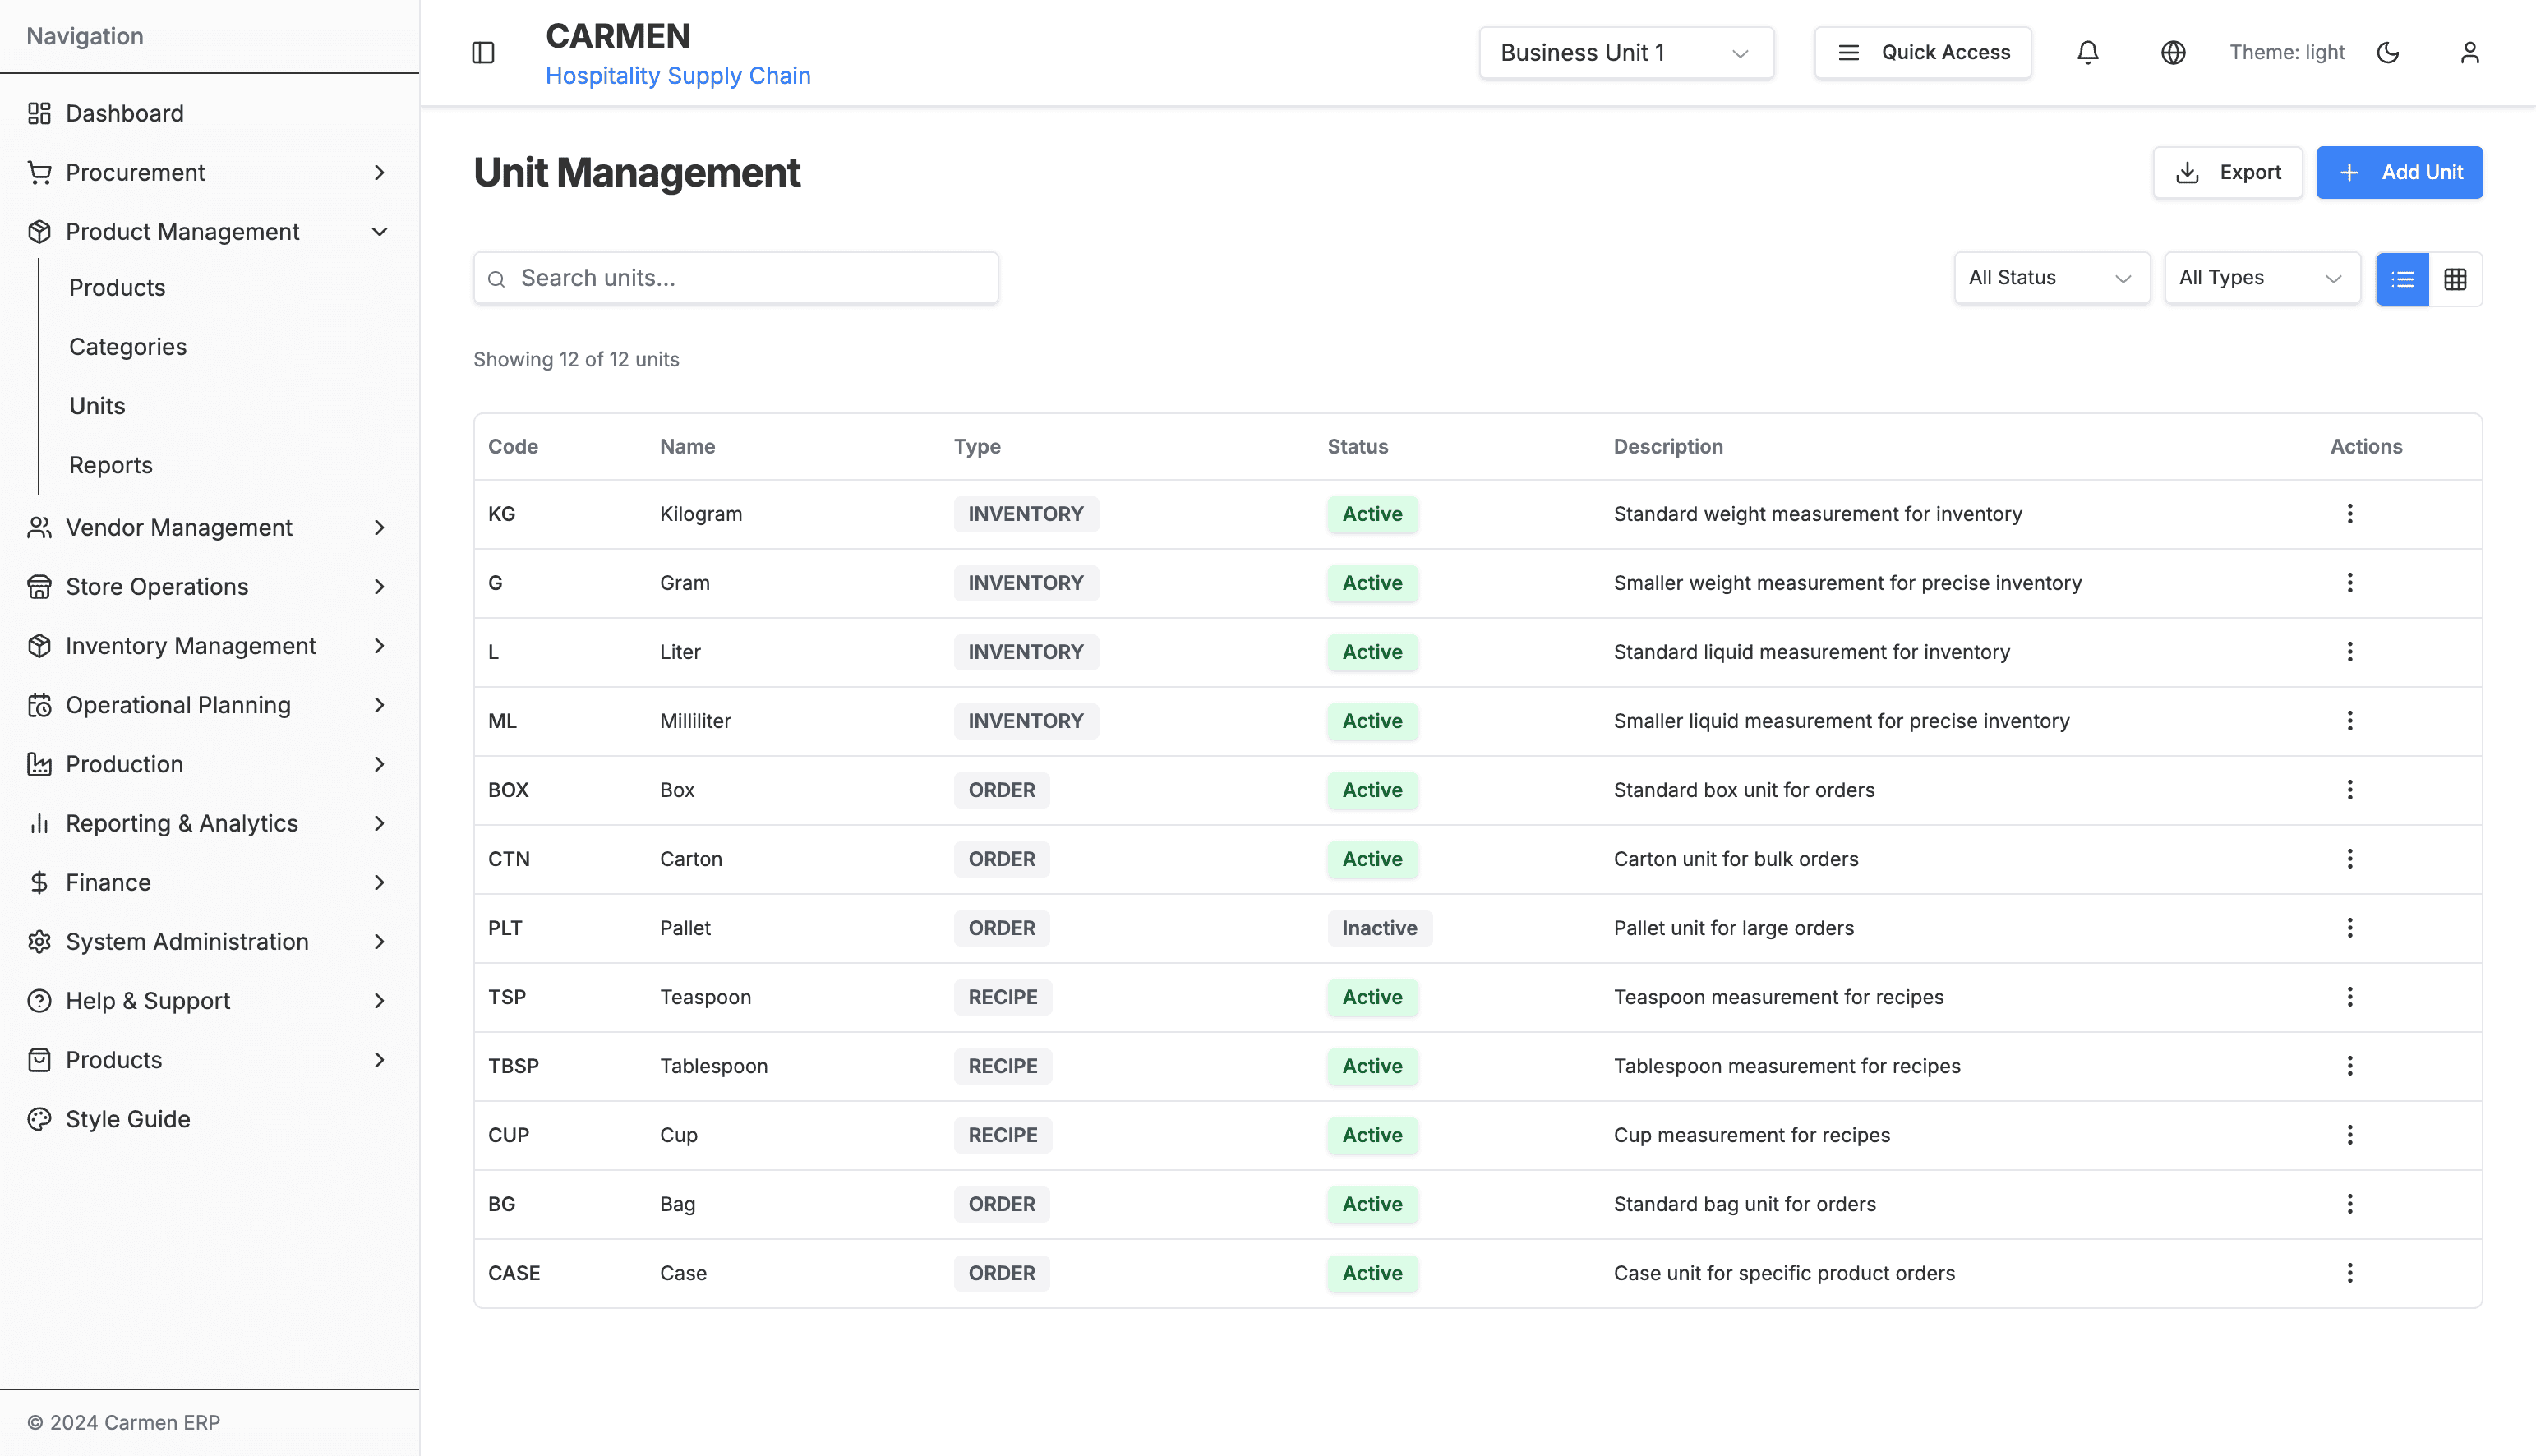 Navigation
Dashboard
Procurement
Product Management
Products
Categories
Units
Reports
Vendor Management
Store Operations
Inventory Management
Operational Planning
Production
Reporting & Analytics
Finance
System Administration
Help & Support
Products
Style Guide
© 2024 Carmen ERP
CARMEN
Hospitality Supply Chain
Business Unit 1
Quick Access
Theme: light
Unit Management
Export
Add Unit
Search units...
All Status
All Types
Showing 12 of 12 units
Code Name Type Status Description Actions
KG Kilogram INVENTORY Active Standard weight measurement for inventory
G Gram INVENTORY Active Smaller weight measurement for precise inventory
L Liter INVENTORY Active Standard liquid measurement for inventory
ML Milliliter INVENTORY Active Smaller liquid measurement for precise inventory
BOX Box ORDER Active Standard box unit for orders
CTN Carton ORDER Active Carton unit for bulk orders
PLT Pallet ORDER Inactive Pallet unit for large orders
TSP Teaspoon RECIPE Active Teaspoon measurement for recipes
TBSP Tablespoon RECIPE Active Tablespoon measurement for recipes
CUP Cup RECIPE Active Cup measurement for recipes
BG Bag ORDER Active Standard bag unit for orders
CASE Case ORDER Active Case unit for specific product orders